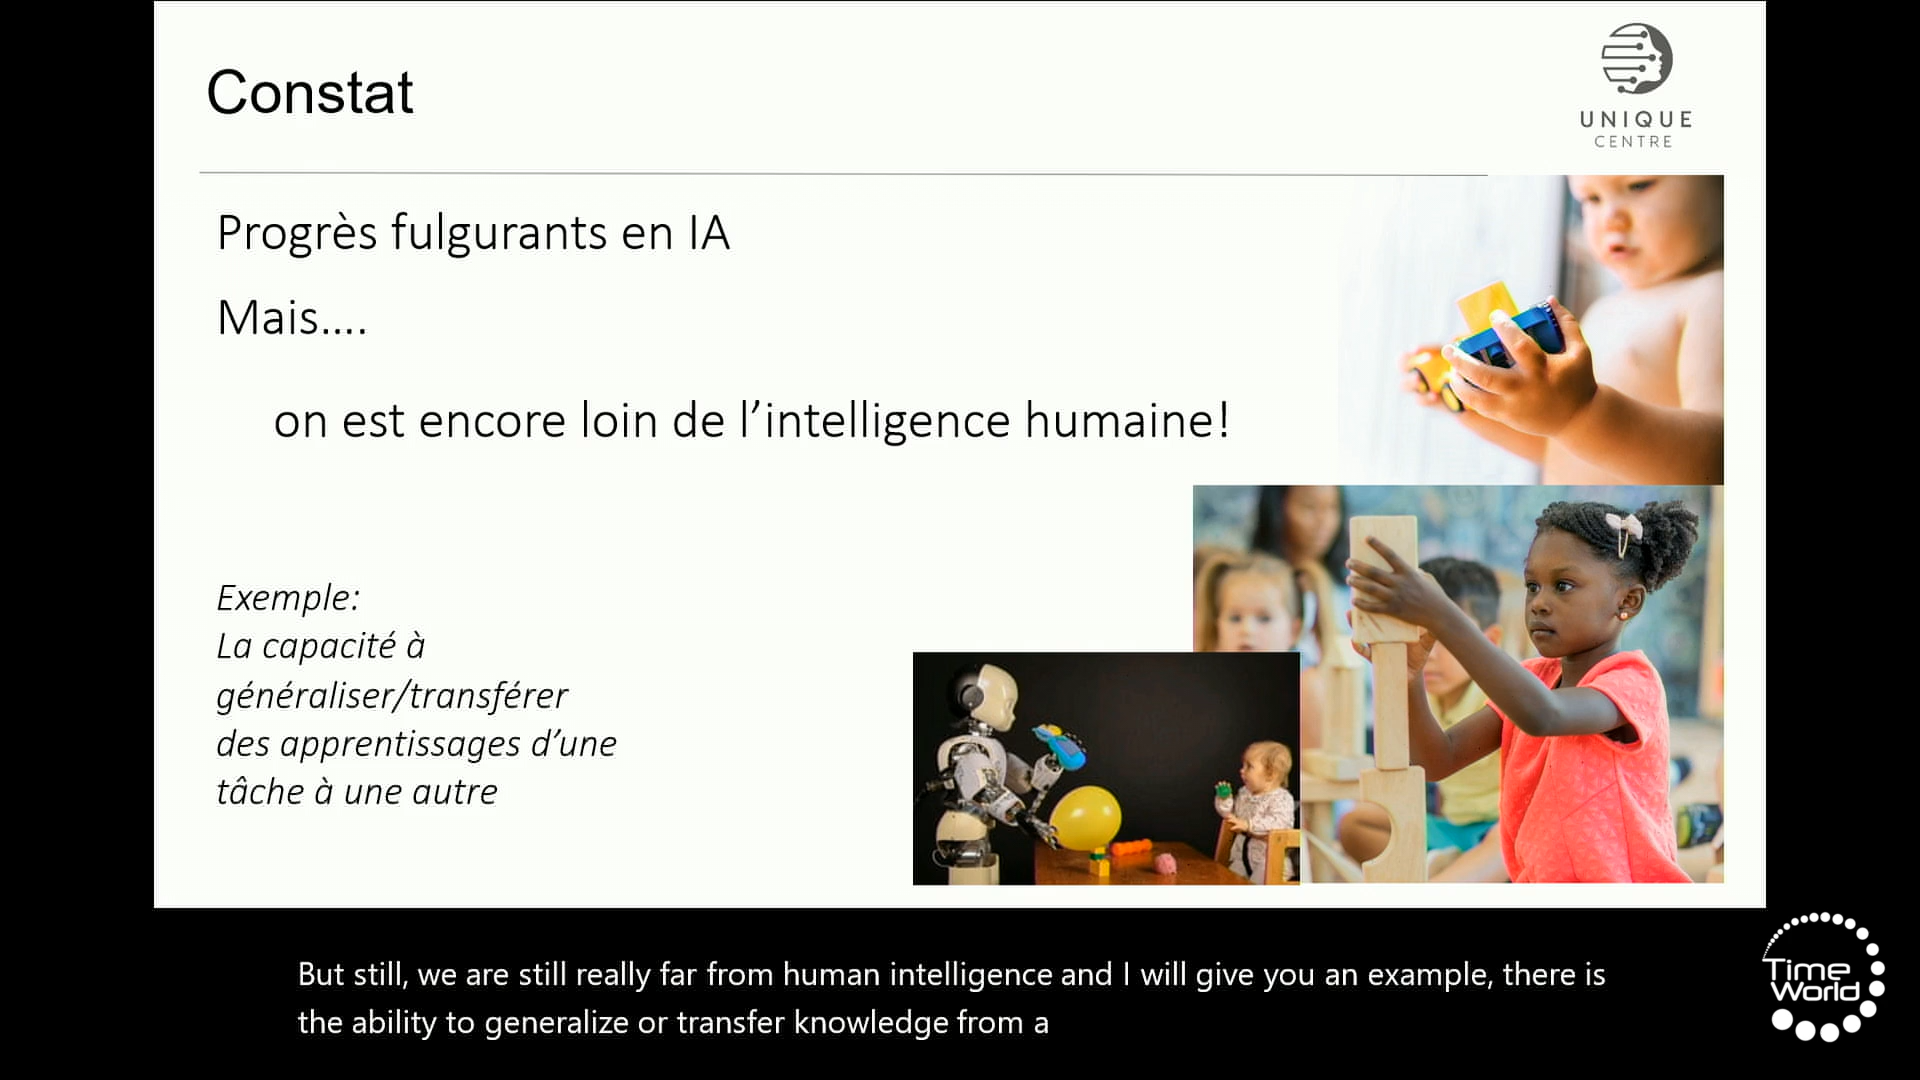 Constat
UNIQUE
CENTRE
Progrès fulgurants en IA
Mais....
on est encore loin de l’intelligence humaine!
Exemple:
La capacité à
généraliser/transférer
des apprentissages d’une
tâche à une autre
But still, we are still really far from human intelligence and I will give you an example, there is
the ability to generalize or transfer knowledge from a
Time
World